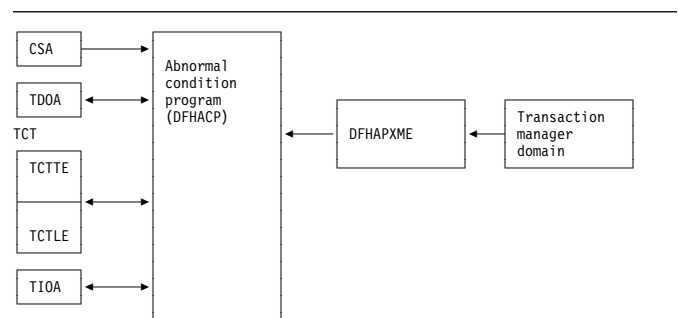 CSA
TDOA
TCT
TCTTE
TCTLE
TIOA
Abnormal
condition
program
(DFHACP)
DFHAPXME
Transaction
manager
domain